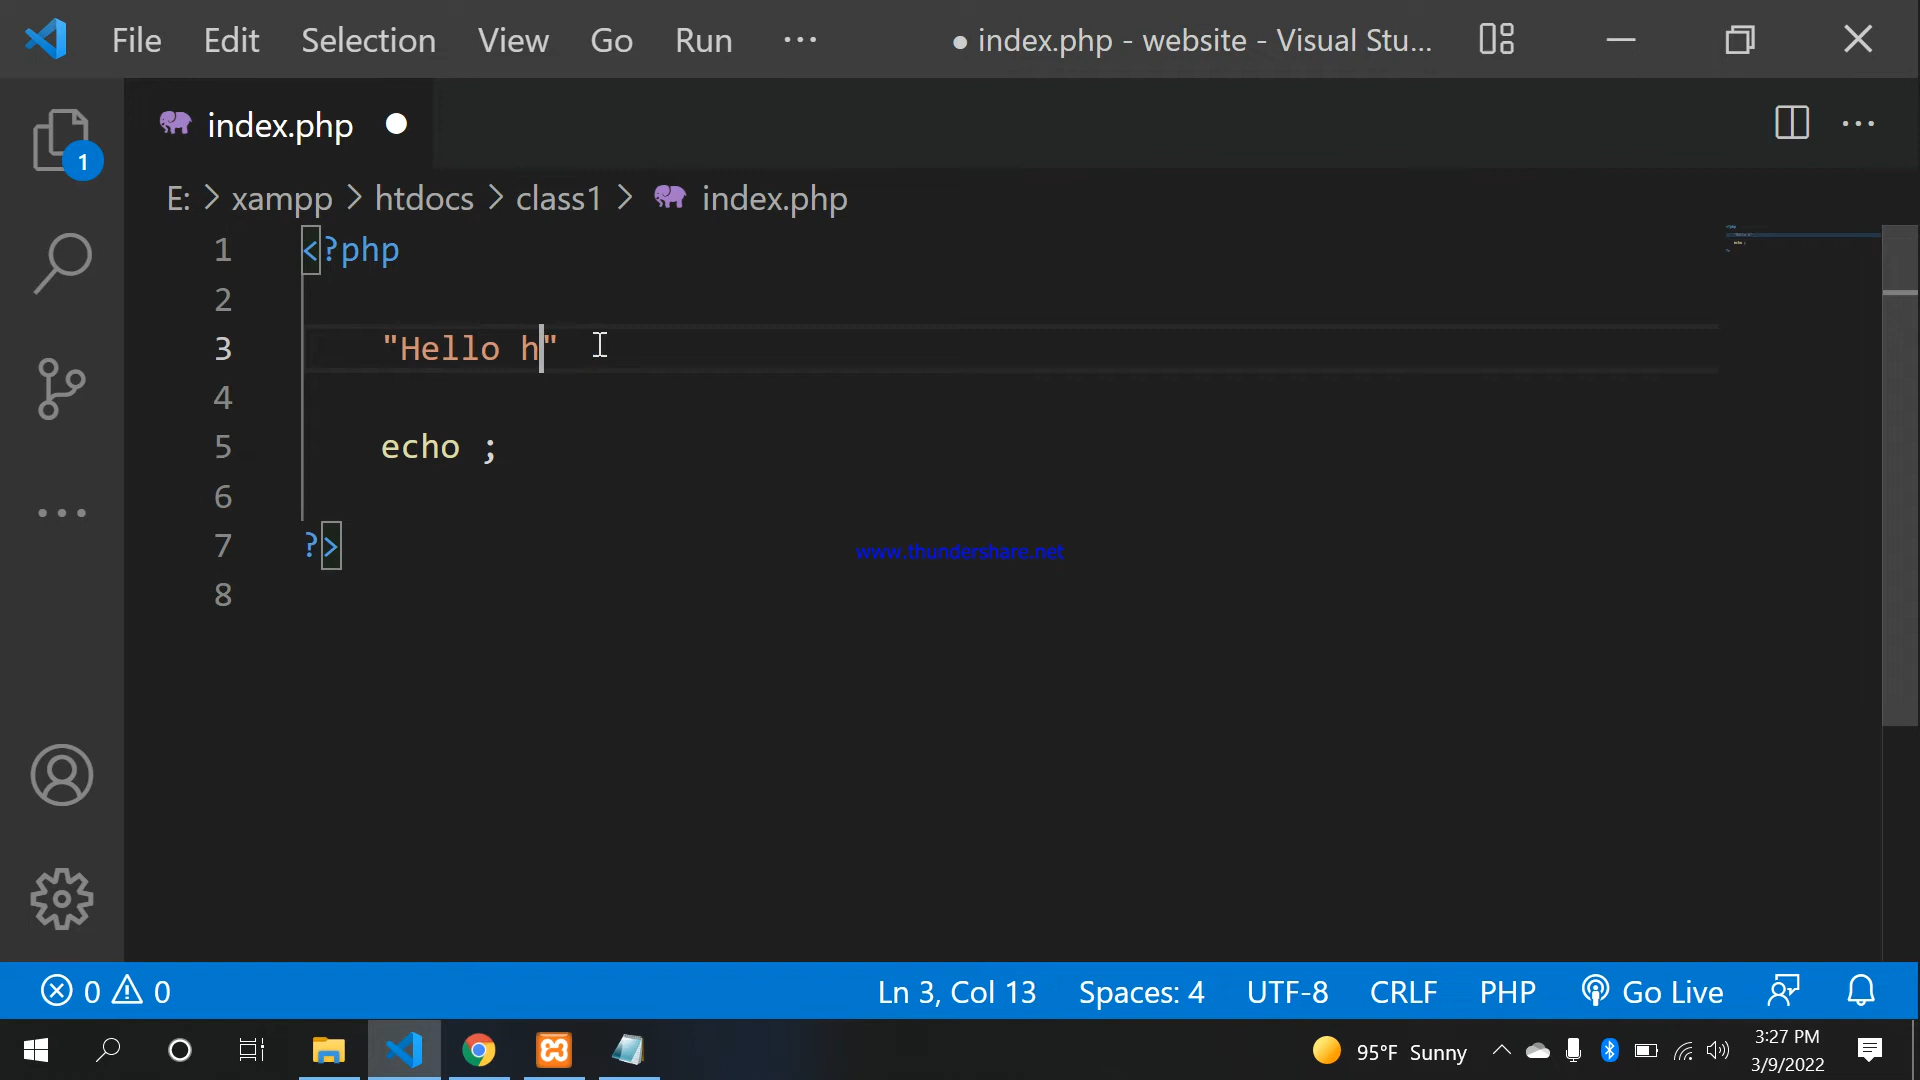 File Edit Selection View Go Run ··· ● index.php - website - Visual Stu...
1
index.php ●
E: > xampp > htdocs > class1 > index.php
1 <?php
2
3 "Hello h"
4
5 echo ;
6
7 ?>
8
www.thundershare.net
0 0 Ln 3, Col 13 Spaces: 4 UTF-8 CRLF PHP Go Live
95°F Sunny 3:27 PM
3/9/2022